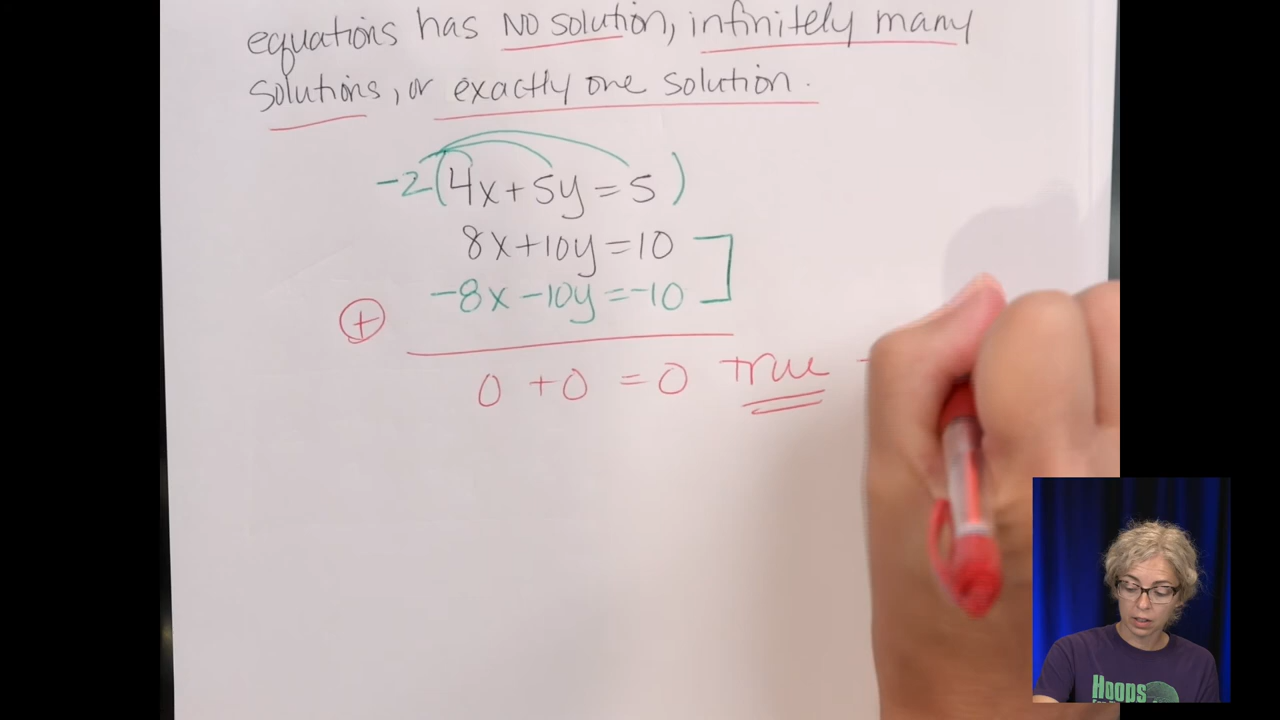 equations has NO solution, infinitely many
solutions, or exactly one solution.
-2(4x+5y=5)
8x+10y=10
-8x-10y=-10
+
0+0=0 true
Hoops